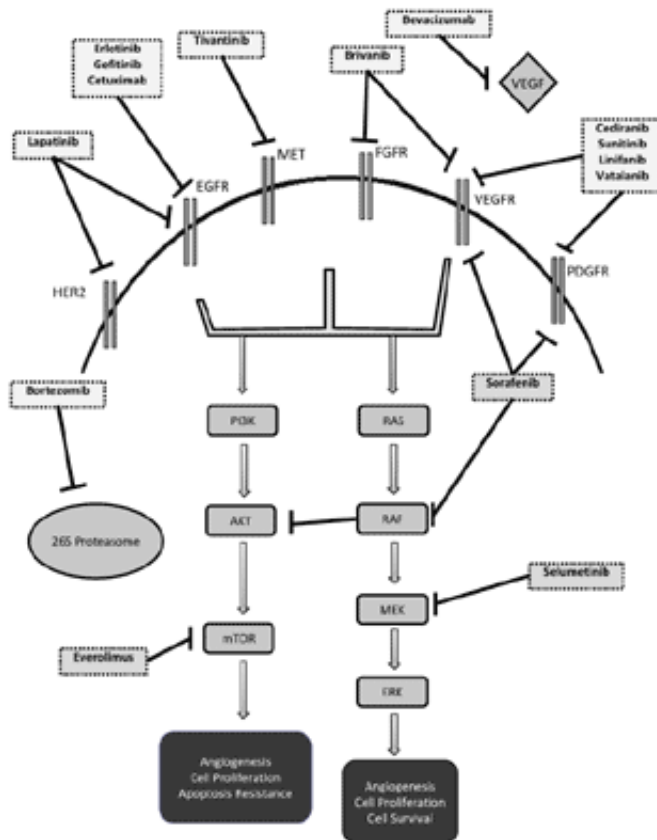 Bevacizumab
Erlotinib
Gefitinib
Cetuximab
Tivantinib
Brivanib
VEGF
Lapatinib
MET
FGFR
Cediranib
Sunitinib
Linifanib
Vatalanib
EGFR
VEGFR
HER2
PDGFR
Bortezomib
Sorafenib
PI3K
RAS
AKT
RAF
26S Proteasome
Selumetinib
MEK
mTOR
Everolimus
ERK
Angiogenesis
Cell Proliferation
Apoptosis Resistance
Angiogenesis
Cell Proliferation
Cell Survival